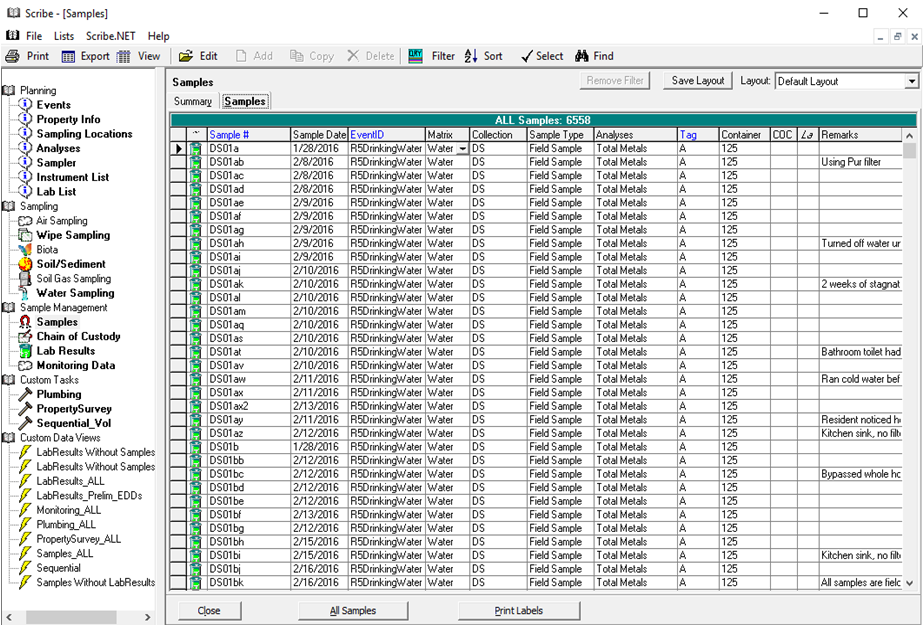 Scribe - [Samples]
File Lists Scribe.NET Help
Print Export View Edit Add Copy Delete Filter Sort Select Find
Planning
Events
Property Info
Sampling Locations
Analyses
Sampler
Instrument List
Lab List
Sampling
Air Sampling
Wipe Sampling
Biota
Soil/Sediment
Soil Gas Sampling
Water Sampling
Sample Management
Samples
Chain of Custody
Lab Results
Monitoring Data
Custom Tasks
Plumbing
PropertySurvey
Sequential_Vol
Custom Data Views
LabResults Without Samples
LabResults Without Samples
LabResults_ALL
LabResults_Prelim_EDDs
Monitoring_ALL
Plumbing_ALL
PropertySurvey_ALL
Samples_ALL
Sequential
Samples Without LabResults
Samples Remove Filter Save Layout Layout: Default Layout
Summary Samples
ALL Samples: 6558
Sample # Sample Date EventID Matrix Collection Sample Type Analyses Tag Container COC Remarks
DS01a 1/28/2016 R5DrinkingWater Water DS Field Sample Total Metals A 125
DS01ab 2/8/2016 R5DrinkingWater Water DS Field Sample Total Metals A 125 Using Pur filter
DS01ac 2/8/2016 R5DrinkingWater Water DS Field Sample Total Metals A 125
DS01ad 2/8/2016 R5DrinkingWater Water DS Field Sample Total Metals A 125
DS01ae 2/9/2016 R5DrinkingWater Water DS Field Sample Total Metals A 125
DS01af 2/9/2016 R5DrinkingWater Water DS Field Sample Total Metals A 125
DS01ag 2/9/2016 R5DrinkingWater Water DS Field Sample Total Metals A 125
DS01ah 2/9/2016 R5DrinkingWater Water DS Field Sample Total Metals A 125 Turned off water ur
DS01ai 2/9/2016 R5DrinkingWater Water DS Field Sample Total Metals A 125
DS01aj 2/10/2016 R5DrinkingWater Water DS Field Sample Total Metals A 125
DS01ak 2/10/2016 R5DrinkingWater Water DS Field Sample Total Metals A 125 2 weeks of stagnat
DS01al 2/10/2016 R5DrinkingWater Water DS Field Sample Total Metals A 125
DS01am 2/10/2016 R5DrinkingWater Water DS Field Sample Total Metals A 125
DS01aq 2/10/2016 R5DrinkingWater Water DS Field Sample Total Metals A 125
DS01as 2/10/2016 R5DrinkingWater Water DS Field Sample Total Metals A 125
DS01at 2/10/2016 R5DrinkingWater Water DS Field Sample Total Metals A 125 Bathroom toilet had
DS01av 2/10/2016 R5DrinkingWater Water DS Field Sample Total Metals A 125
DS01aw 2/11/2016 R5DrinkingWater Water DS Field Sample Total Metals A 125 Ran cold water bef
DS01ax 2/11/2016 R5DrinkingWater Water DS Field Sample Total Metals A 125
DS01ax2 2/13/2016 R5DrinkingWater Water DS Field Sample Total Metals A 125
DS01ay 2/11/2016 R5DrinkingWater Water DS Field Sample Total Metals A 125 Resident noticed
DS01az 2/12/2016 R5DrinkingWater Water DS Field Sample Total Metals A 125 Kitchen sink, no filt
DS01b 1/28/2016 R5DrinkingWater Water DS Field Sample Total Metals A 125
DS01bb 2/12/2016 R5DrinkingWater Water DS Field Sample Total Metals A 125
DS01bc 2/12/2016 R5DrinkingWater Water DS Field Sample Total Metals A 125 Bypassed whole ho
DS01bd 2/12/2016 R5DrinkingWater Water DS Field Sample Total Metals A 125
DS01be 2/12/2016 R5DrinkingWater Water DS Field Sample Total Metals A 125
DS01bf 2/13/2016 R5DrinkingWater Water DS Field Sample Total Metals A 125
DS01bg 2/12/2016 R5DrinkingWater Water DS Field Sample Total Metals A 125
DS01bh 2/15/2016 R5DrinkingWater Water DS Field Sample Total Metals A 125
DS01bi 2/15/2016 R5DrinkingWater Water DS Field Sample Total Metals A 125 Kitchen sink, no filt
DS01bj 2/16/2016 R5DrinkingWater Water DS Field Sample Total Metals A 125
DS01bk 2/16/2016 R5DrinkingWater Water DS Field Sample Total Metals A 125 All samples are
Close All Samples Print Labels